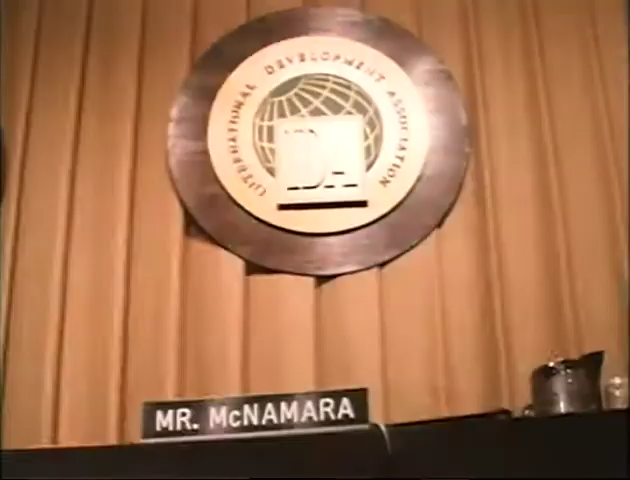 INTERNATIONAL DEVELOPMENT ASSOCIATION
IDA
MR. McNAMARA